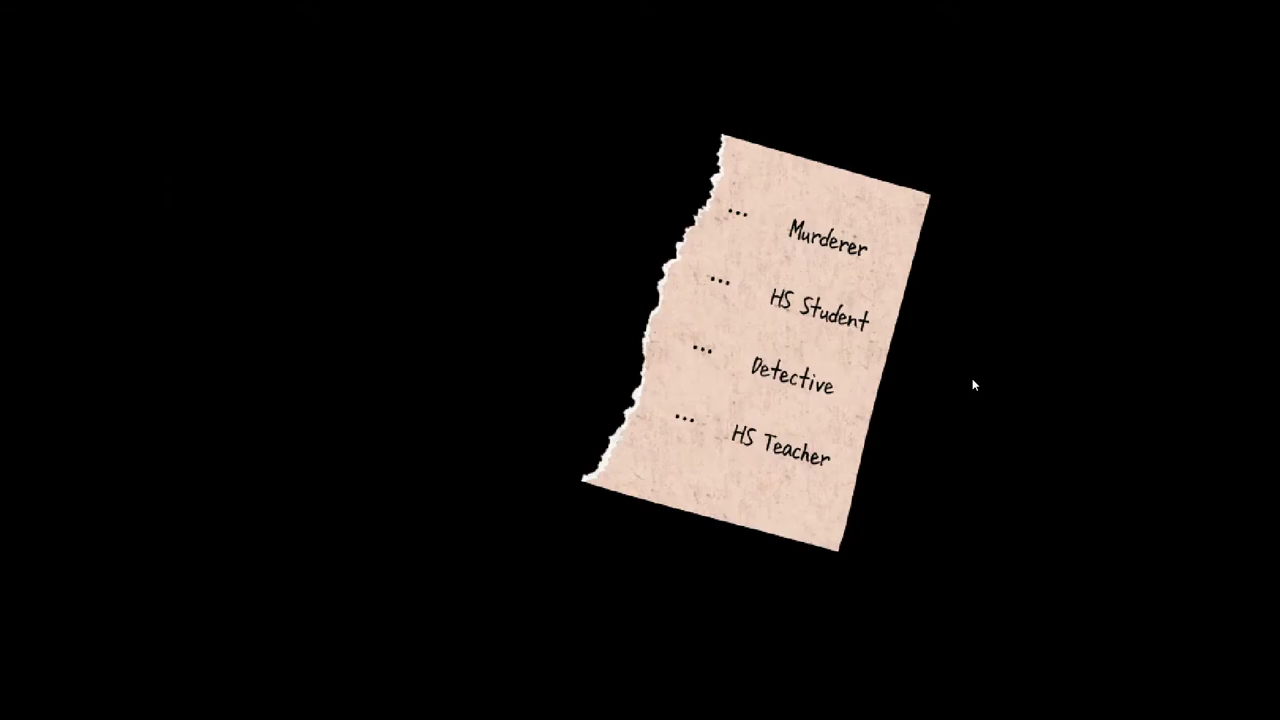 ... Murderer
... HS Student
... Detective
... HS Teacher